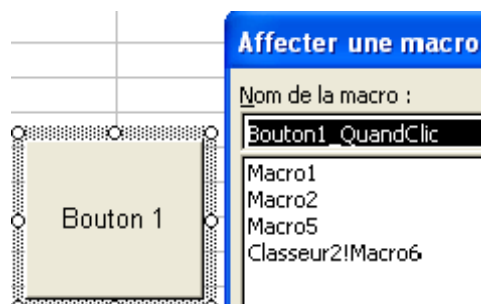 Affecter une macro
Nom de la macro :
Bouton1_QuandClic
Macro1
Macro2
Macro5
Classeur2!Macro6
Bouton 1